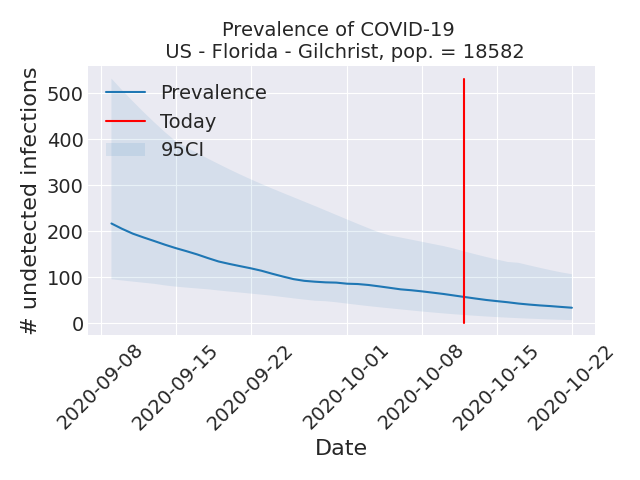 Prevalence of COVID-19
US - Florida - Gilchrist, pop. = 18582
# undetected infections
500
400
300
200
100
0
Prevalence
Today
95CI
2020-09-08
2020-09-15
2020-09-22
2020-10-01
2020-10-08
2020-10-15
2020-10-22
Date